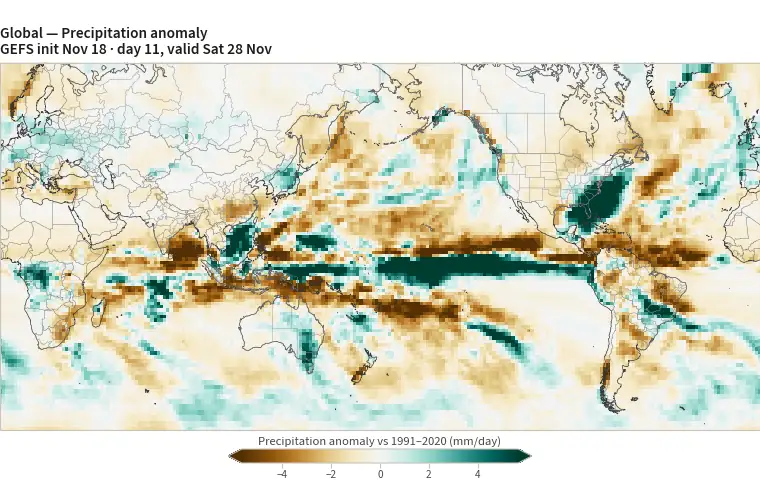 Global — Precipitation anomaly
GEFS init Nov 18 · day 11, valid Sat 28 Nov
Precipitation anomaly vs 1991–2020 (mm/day)
−4 −2 0 2 4